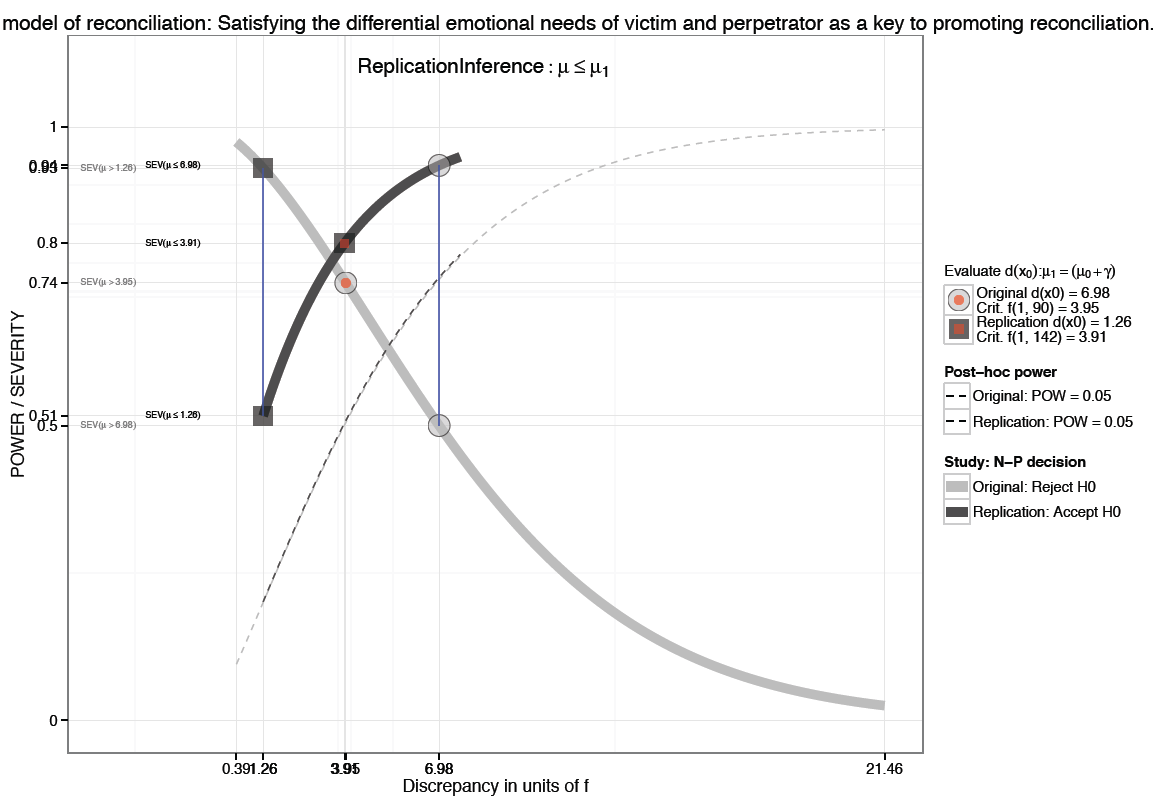 model of reconciliation: Satisfying the differential emotional needs of victim and perpetrator as a key to promoting reconciliation.
ReplicationInference : μ ≤ μ1
1
0.94
0.93
SEV(μ > 1.26)
SEV(μ ≤ 6.98)
0.8
SEV(μ ≤ 3.91)
0.74
SEV(μ > 3.95)
0.51
SEV(μ ≤ 1.26)
0.5
SEV(μ > 6.98)
0
POWER / SEVERITY
0.39 1.26 3.91 3.95 6.98 21.46
Discrepancy in units of f
Evaluate d(x0):μ1 = (μ0 + γ)
Original d(x0) = 6.98
Crit. f(1, 90) = 3.95
Replication d(x0) = 1.26
Crit. f(1, 142) = 3.91
Post–hoc power
Original: POW = 0.05
Replication: POW = 0.05
Study: N–P decision
Original: Reject H0
Replication: Accept H0